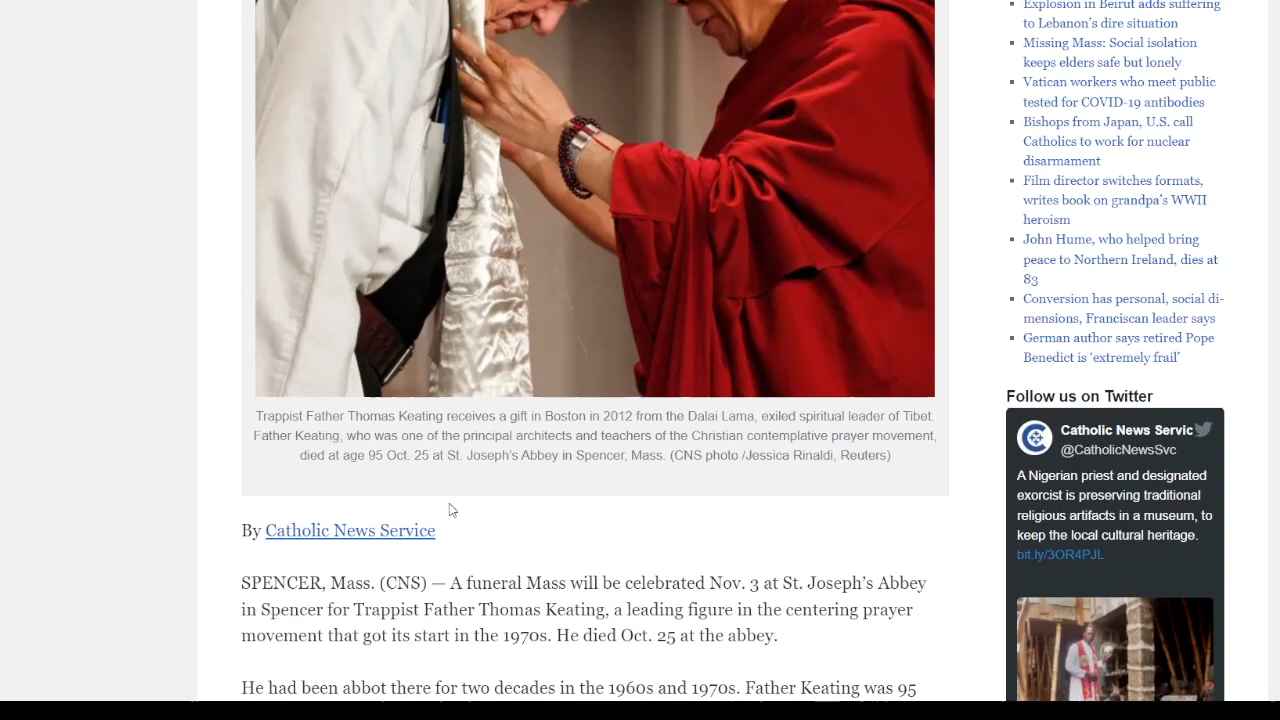 Explosion in Beirut adds suffering
to Lebanon's dire situation
Missing Mass: Social isolation
keeps elders safe but lonely
Vatican workers who meet public
tested for COVID-19 antibodies
Bishops from Japan, U.S. call
Catholics to work for nuclear
disarmament
Film director switches formats,
writes book on grandpa's WWII
heroism
John Hume, who helped bring
peace to Northern Ireland, dies at
83
Conversion has personal, social di-
mensions, Franciscan leader says
German author says retired Pope
Benedict is 'extremely frail'
Follow us on Twitter
Catholic News Servic
@CatholicNewsSvc
A Nigerian priest and designated
exorcist is preserving traditional
religious artifacts in a museum, to
keep the local cultural heritage.
bit.ly/3OR4PJL
Trappist Father Thomas Keating receives a gift in Boston in 2012 from the Dalai Lama, exiled spiritual leader of Tibet.
Father Keating, who was one of the principal architects and teachers of the Christian contemplative prayer movement,
died at age 95 Oct. 25 at St. Joseph's Abbey in Spencer, Mass. (CNS photo /Jessica Rinaldi, Reuters)
By Catholic News Service
SPENCER, Mass. (CNS) — A funeral Mass will be celebrated Nov. 3 at St. Joseph's Abbey
in Spencer for Trappist Father Thomas Keating, a leading figure in the centering prayer
movement that got its start in the 1970s. He died Oct. 25 at the abbey.
He had been abbot there for two decades in the 1960s and 1970s. Father Keating was 95